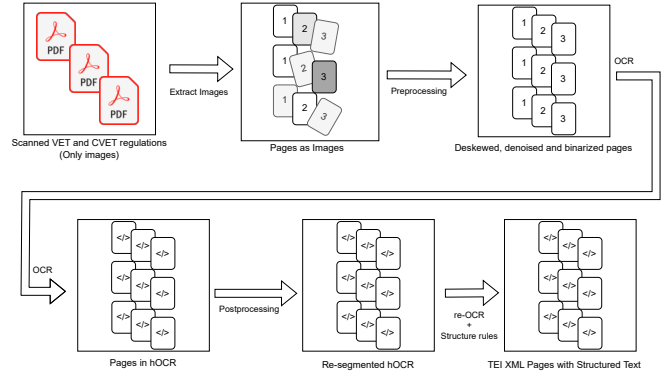 PDF
PDF
PDF
Extract Images
Scanned VET and CVET regulations
(Only images)
1
2
3
1
2
3
1
2
3
Pages as Images
Preprocessing
1
2
3
1
2
3
1
2
3
Deskewed, denoised and binarized pages
OCR
OCR
</>
</>
</>
</>
</>
</>
</>
</>
</>
Pages in hOCR
Postprocessing
</>
</>
</>
</>
</>
</>
</>
</>
</>
Re-segmented hOCR
re-OCR
+
Structure rules
</>
</>
</>
</>
</>
</>
</>
</>
</>
TEI XML Pages with Structured Text